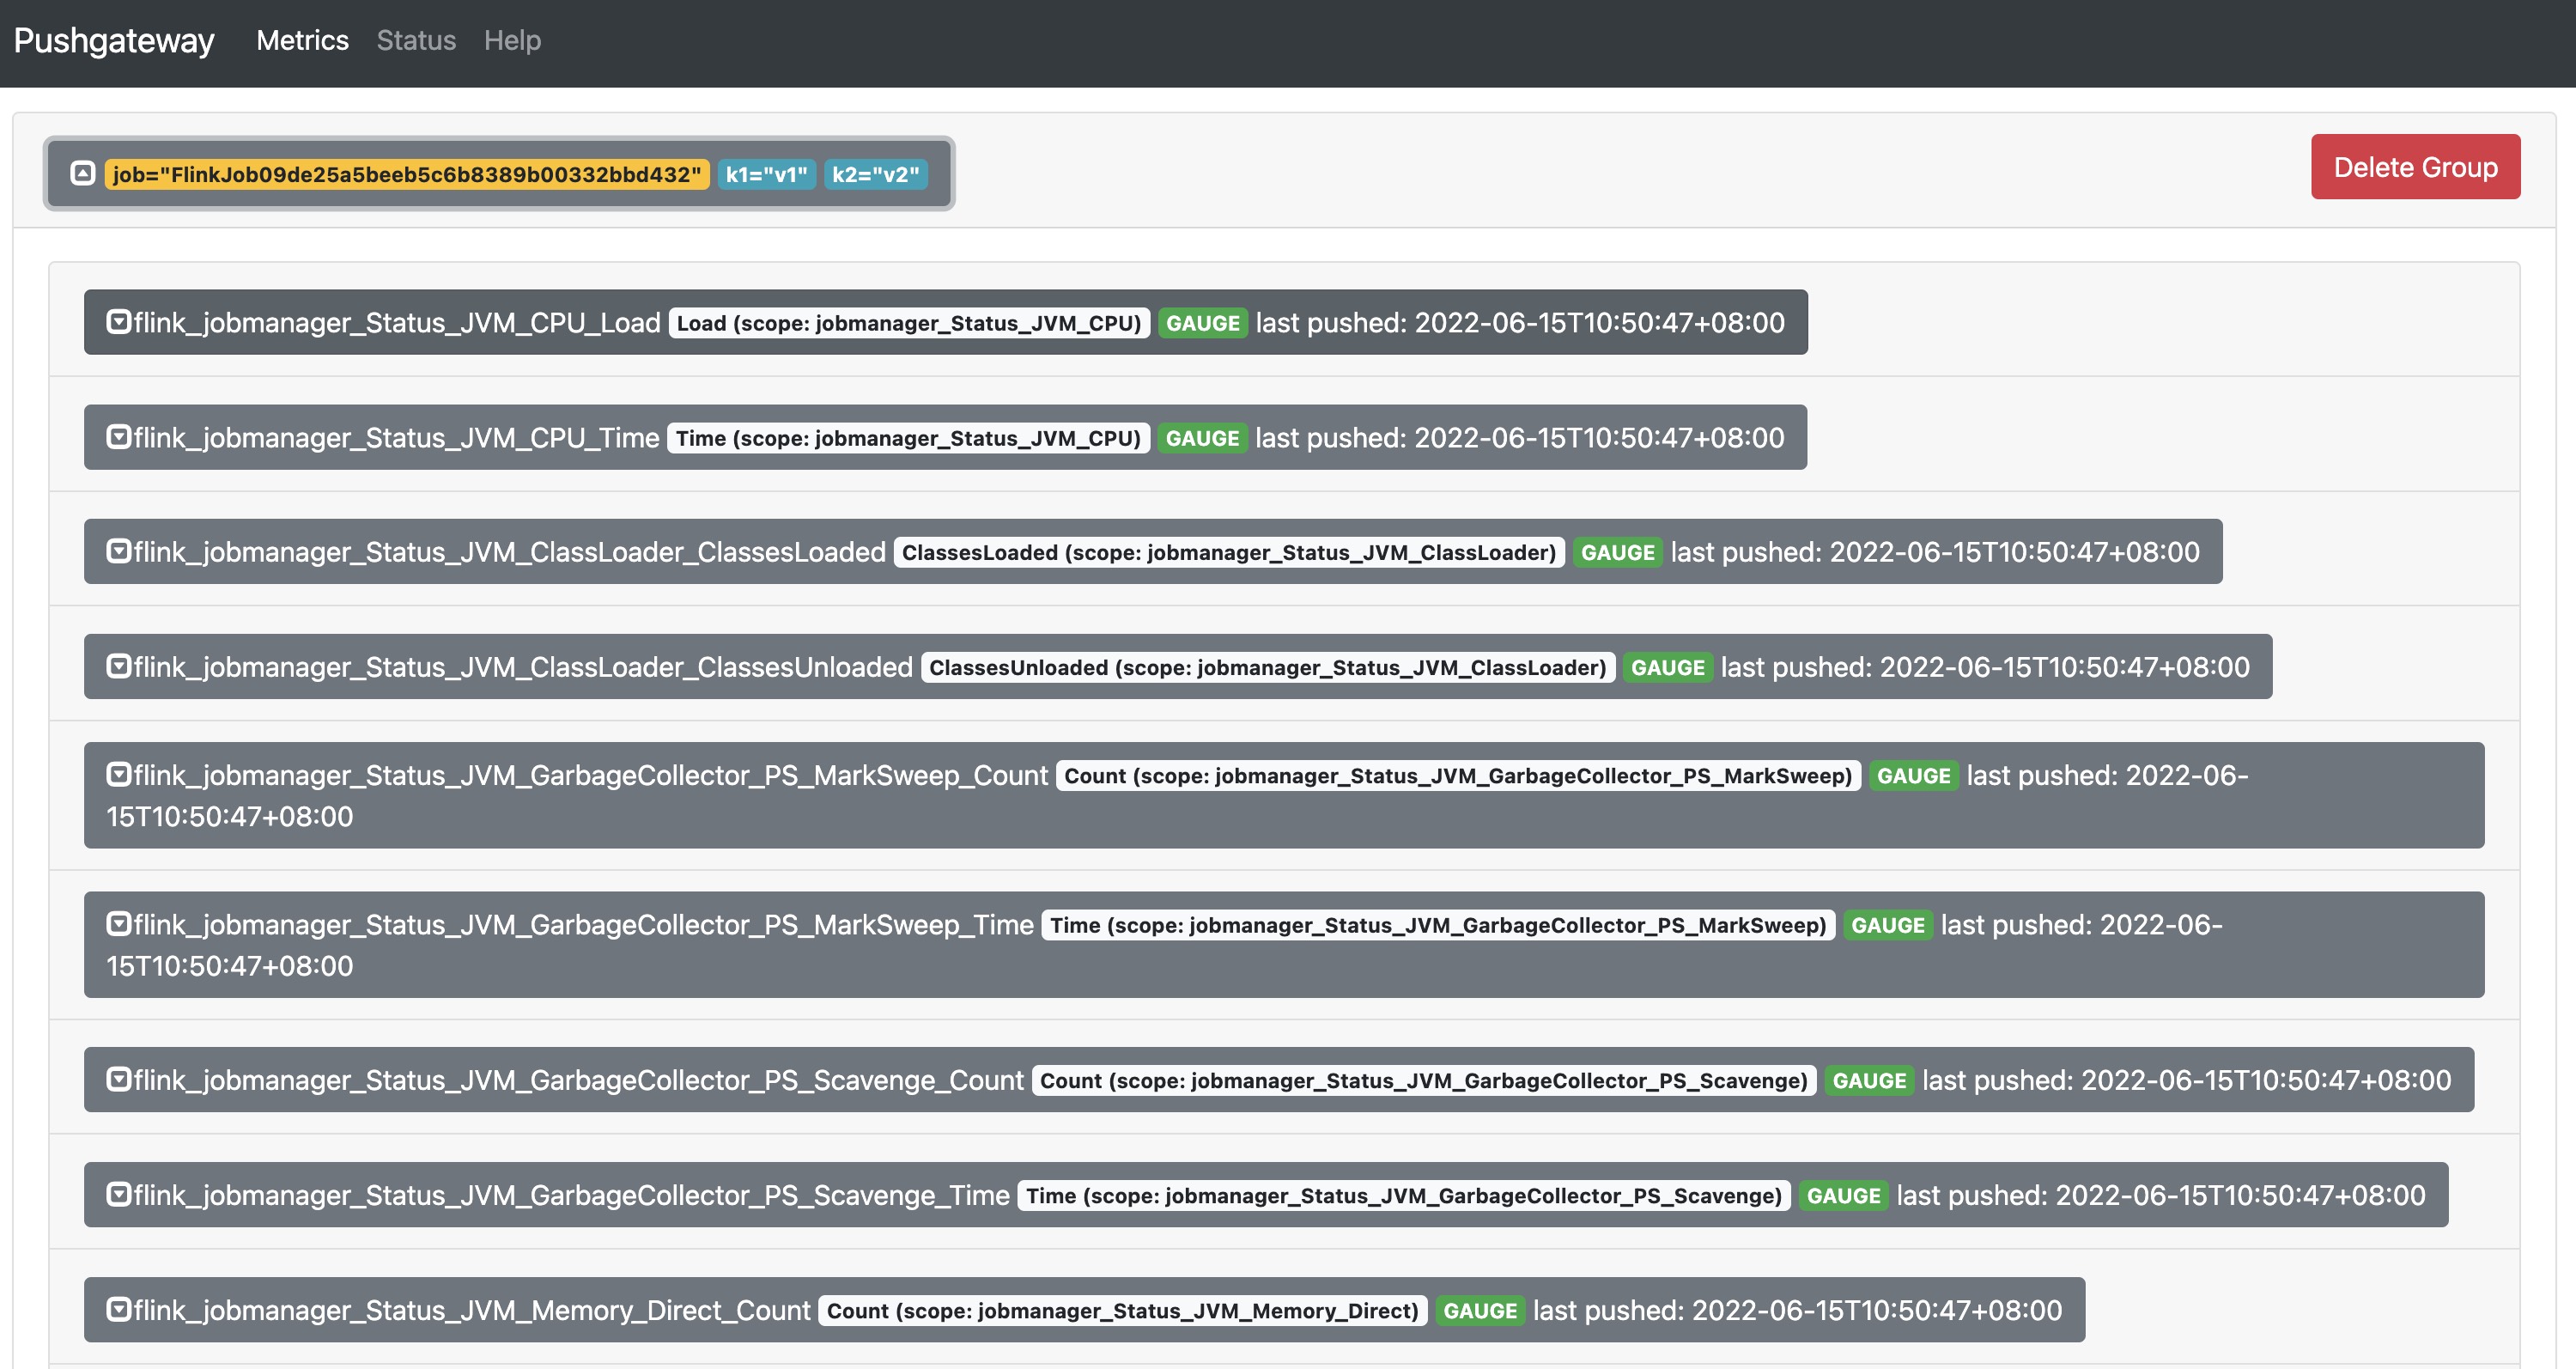 Pushgateway Metrics Status Help
job="FlinkJob09de25a5beeb5c6b8389b00332bbd432" k1="v1" k2="v2"
Delete Group
flink_jobmanager_Status_JVM_CPU_Load Load (scope: jobmanager_Status_JVM_CPU) GAUGE last pushed: 2022-06-15T10:50:47+08:00
flink_jobmanager_Status_JVM_CPU_Time Time (scope: jobmanager_Status_JVM_CPU) GAUGE last pushed: 2022-06-15T10:50:47+08:00
flink_jobmanager_Status_JVM_ClassLoader_ClassesLoaded ClassesLoaded (scope: jobmanager_Status_JVM_ClassLoader) GAUGE last pushed: 2022-06-15T10:50:47+08:00
flink_jobmanager_Status_JVM_ClassLoader_ClassesUnloaded ClassesUnloaded (scope: jobmanager_Status_JVM_ClassLoader) GAUGE last pushed: 2022-06-15T10:50:47+08:00
flink_jobmanager_Status_JVM_GarbageCollector_PS_MarkSweep_Count Count (scope: jobmanager_Status_JVM_GarbageCollector_PS_MarkSweep) GAUGE last pushed: 2022-06-
15T10:50:47+08:00
flink_jobmanager_Status_JVM_GarbageCollector_PS_MarkSweep_Time Time (scope: jobmanager_Status_JVM_GarbageCollector_PS_MarkSweep) GAUGE last pushed: 2022-06-
15T10:50:47+08:00
flink_jobmanager_Status_JVM_GarbageCollector_PS_Scavenge_Count Count (scope: jobmanager_Status_JVM_GarbageCollector_PS_Scavenge) GAUGE last pushed: 2022-06-15T10:50:47+08:00
flink_jobmanager_Status_JVM_GarbageCollector_PS_Scavenge_Time Time (scope: jobmanager_Status_JVM_GarbageCollector_PS_Scavenge) GAUGE last pushed: 2022-06-15T10:50:47+08:00
flink_jobmanager_Status_JVM_Memory_Direct_Count Count (scope: jobmanager_Status_JVM_Memory_Direct) GAUGE last pushed: 2022-06-15T10:50:47+08:00